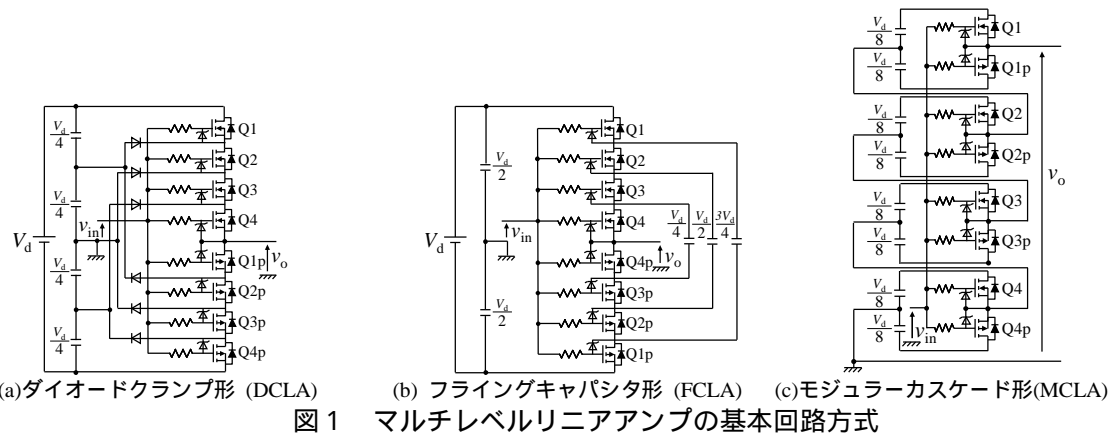 V_d/4
V_d/4
V_d/4
V_d/4
V_d
v_in
Q1
Q2
Q3
Q4
Q1p
Q2p
Q3p
Q4p
v_o
(a)ダイオードクランプ形 (DCLA)
V_d/2
V_d/2
V_d
v_in
Q1
Q2
Q3
Q4
Q4p
Q3p
Q2p
Q1p
V_d/4 V_d/2 3V_d/4
v_o
(b) フライングキャパシタ形 (FCLA)
V_d/8
V_d/8
Q1
Q1p
V_d/8
V_d/8
Q2
Q2p
V_d/8
V_d/8
Q3
Q3p
V_d/8
V_d/8
Q4
Q4p
v_in
v_o
(c)モジュラーカスケード形(MCLA)
図1 マルチレベルリニアアンプの基本回路方式